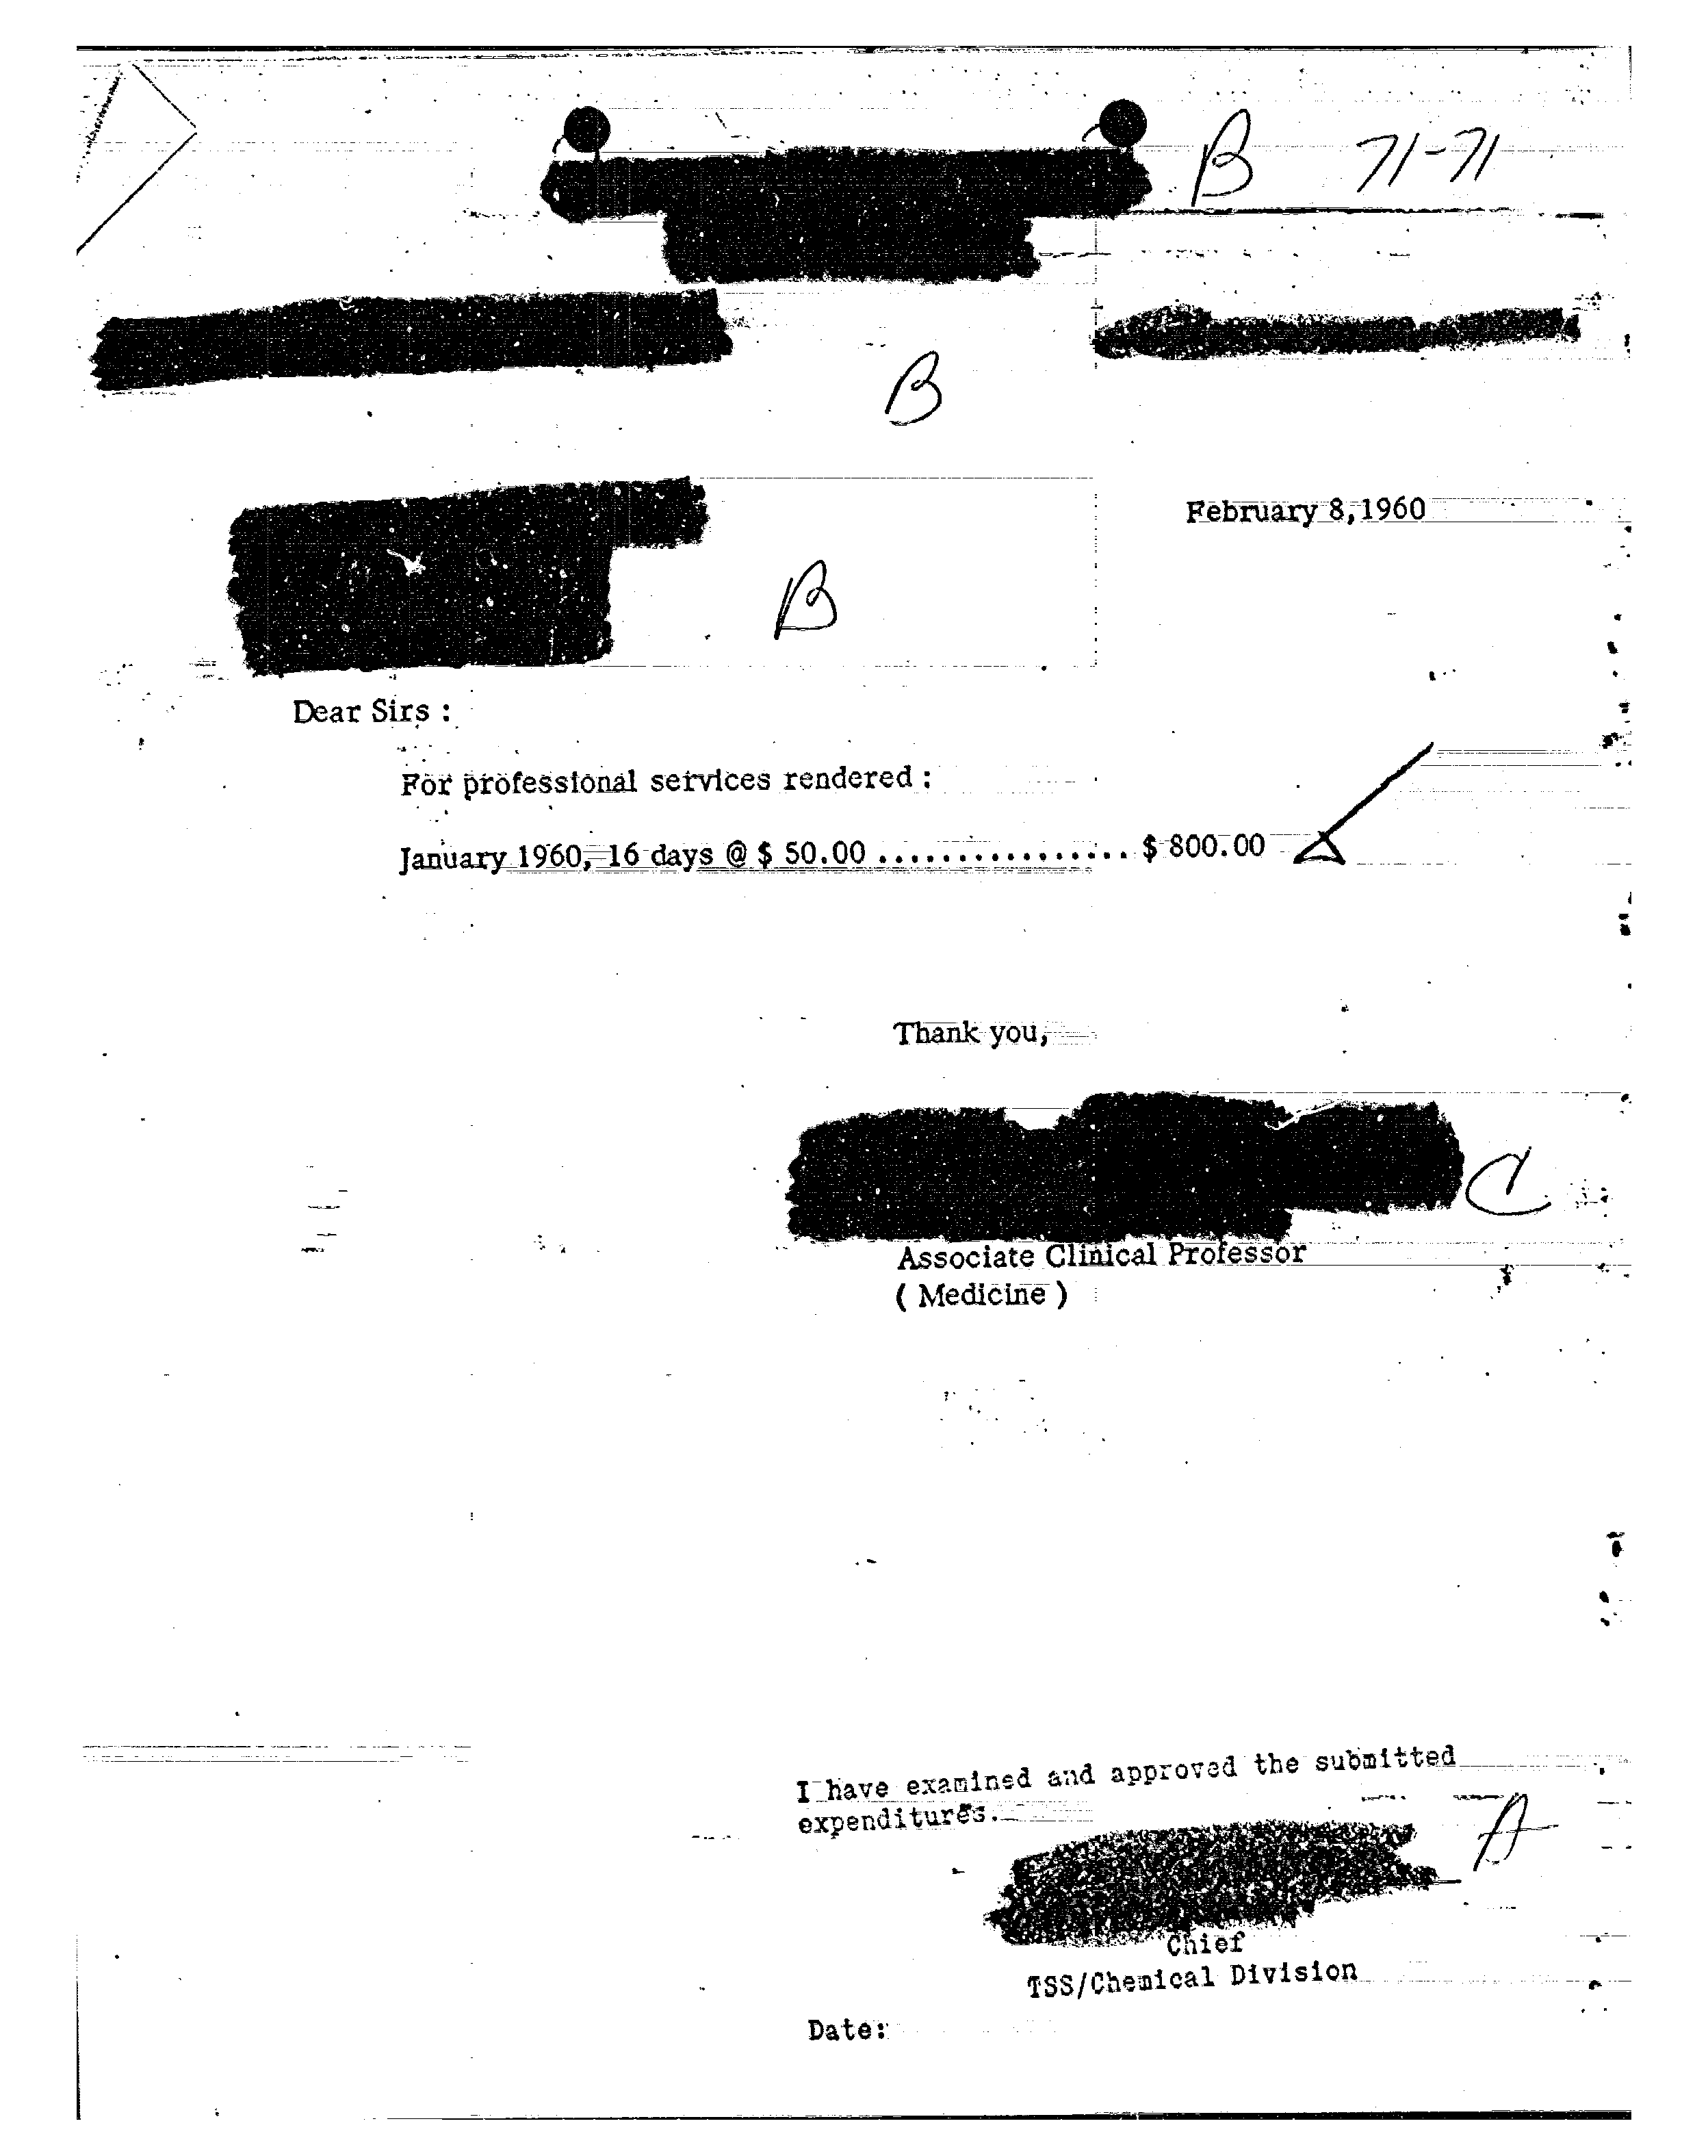 B 71-71
B
February 8,1960
B
Dear Sirs :
For professional services rendered :
January 1960, 16 days @ $ 50.00 ................ $ 800.00
Thank you,
C
Associate Clinical Professor
( Medicine )
I have examined and approved the submitted
expenditures.
A
Chief
TSS/Chemical Division
Date: